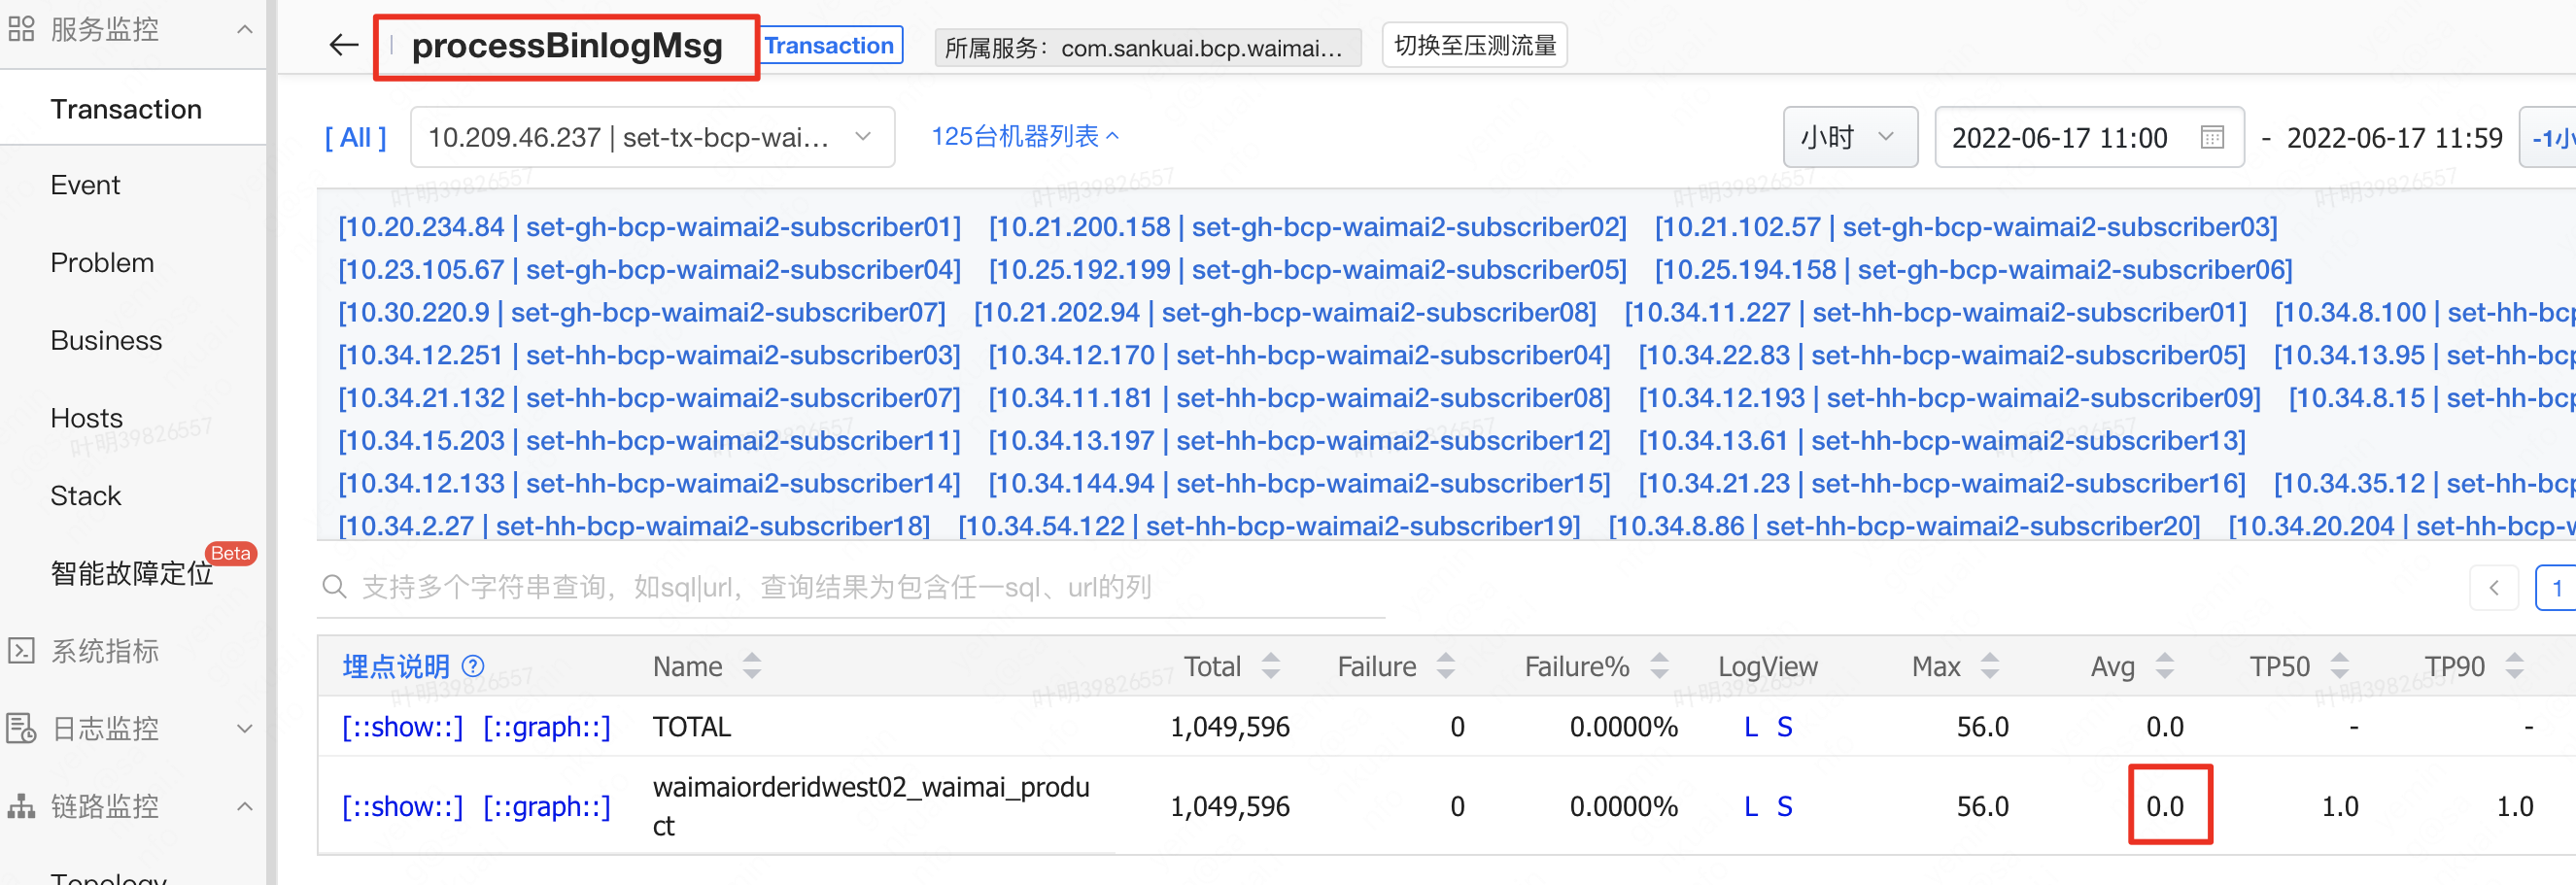 服务监控
Transaction
Event
Problem
Business
Hosts
Stack
智能故障定位 Beta
系统指标
日志监控
链路监控
Topology
processBinlogMsg Transaction 所属服务：com.sankuai.bcp.waimai... 切换至压测流量
[ All ] 10.209.46.237 | set-tx-bcp-wai... 125台机器列表 小时 2022-06-17 11:00 - 2022-06-17 11:59 -1小
[10.20.234.84 | set-gh-bcp-waimai2-subscriber01] [10.21.200.158 | set-gh-bcp-waimai2-subscriber02] [10.21.102.57 | set-gh-bcp-waimai2-subscriber03]
[10.23.105.67 | set-gh-bcp-waimai2-subscriber04] [10.25.192.199 | set-gh-bcp-waimai2-subscriber05] [10.25.194.158 | set-gh-bcp-waimai2-subscriber06]
[10.30.220.9 | set-gh-bcp-waimai2-subscriber07] [10.21.202.94 | set-gh-bcp-waimai2-subscriber08] [10.34.11.227 | set-hh-bcp-waimai2-subscriber01] [10.34.8.100 | set-hh-bcp
[10.34.12.251 | set-hh-bcp-waimai2-subscriber03] [10.34.12.170 | set-hh-bcp-waimai2-subscriber04] [10.34.22.83 | set-hh-bcp-waimai2-subscriber05] [10.34.13.95 | set-hh-bcp
[10.34.21.132 | set-hh-bcp-waimai2-subscriber07] [10.34.11.181 | set-hh-bcp-waimai2-subscriber08] [10.34.12.193 | set-hh-bcp-waimai2-subscriber09] [10.34.8.15 | set-hh-bcp
[10.34.15.203 | set-hh-bcp-waimai2-subscriber11] [10.34.13.197 | set-hh-bcp-waimai2-subscriber12] [10.34.13.61 | set-hh-bcp-waimai2-subscriber13]
[10.34.12.133 | set-hh-bcp-waimai2-subscriber14] [10.34.144.94 | set-hh-bcp-waimai2-subscriber15] [10.34.21.23 | set-hh-bcp-waimai2-subscriber16] [10.34.35.12 | set-hh-bcp
[10.34.2.27 | set-hh-bcp-waimai2-subscriber18] [10.34.54.122 | set-hh-bcp-waimai2-subscriber19] [10.34.8.86 | set-hh-bcp-waimai2-subscriber20] [10.34.20.204 | set-hh-bcp-w
支持多个字符串查询，如sql|url，查询结果为包含任一sql、url的列 1
埋点说明 Name Total Failure Failure% LogView Max Avg TP50 TP90
[::show::] [::graph::] TOTAL 1,049,596 0 0.0000% L S 56.0 0.0 - -
[::show::] [::graph::] waimaiorderidwest02_waimai_produ 1,049,596 0 0.0000% L S 56.0 0.0 1.0 1.0
ct
叶明39826557